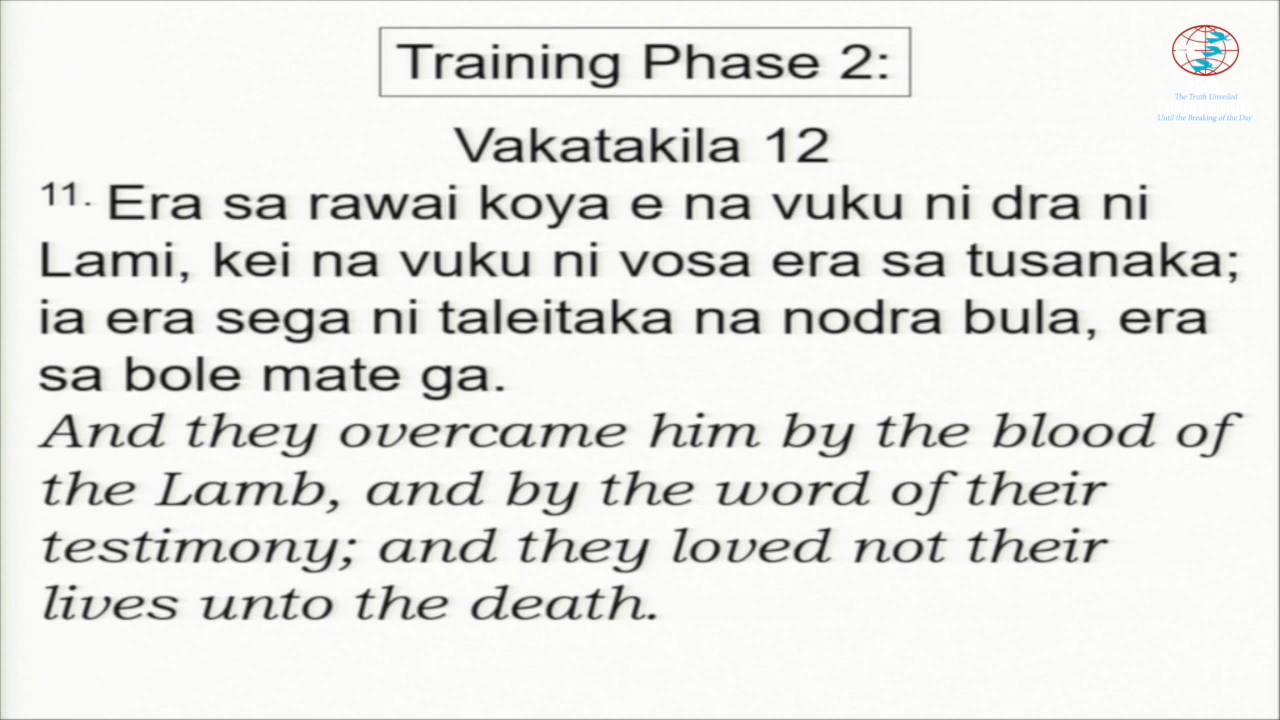 Training Phase 2:
The Truth Unveiled
Until the Breaking of the Day
Vakatakila 12
11. Era sa rawai koya e na vuku ni dra ni
Lami, kei na vuku ni vosa era sa tusanaka;
ia era sega ni taleitaka na nodra bula, era
sa bole mate ga.
And they overcame him by the blood of
the Lamb, and by the word of their
testimony; and they loved not their
lives unto the death.